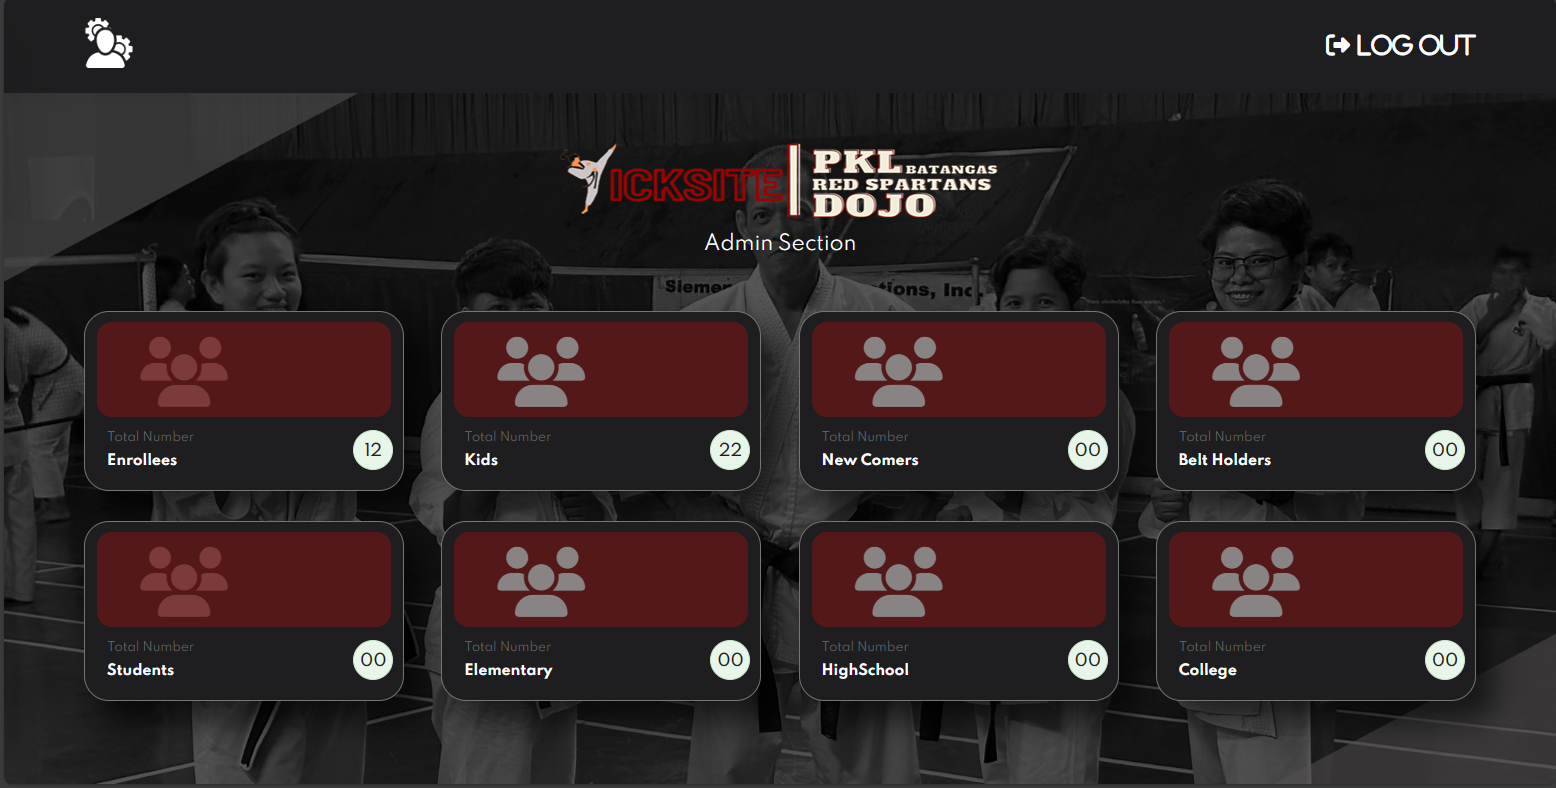 LOG OUT
ICKSITE
PKL BATANGAS
RED SPARTANS
DOJO
Admin Section
Siemen
tions, Inc.
Total Number
Enrollees
12
Total Number
Kids
22
Total Number
New Comers
00
Total Number
Belt Holders
00
Total Number
Students
00
Total Number
Elementary
00
Total Number
HighSchool
00
Total Number
College
00